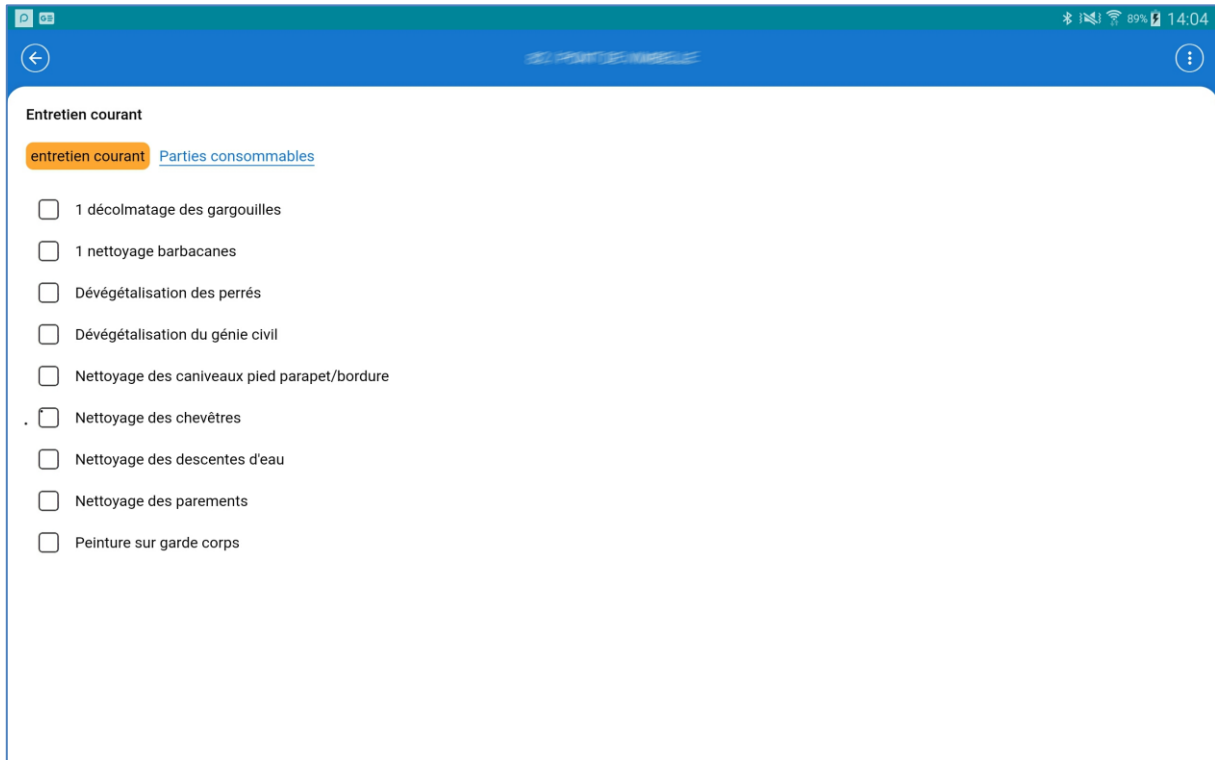 89% 14:04
Entretien courant
entretien courant Parties consommables
1 décolmatage des gargouilles
1 nettoyage barbacanes
Dévégétalisation des perrés
Dévégétalisation du génie civil
Nettoyage des caniveaux pied parapet/bordure
Nettoyage des chevêtres
Nettoyage des descentes d'eau
Nettoyage des parements
Peinture sur garde corps